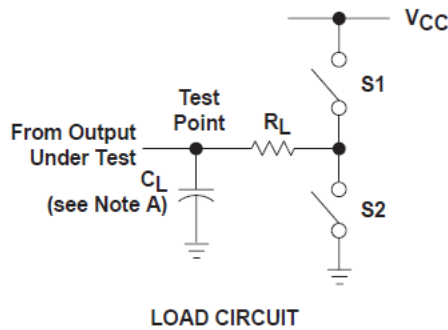 VCC
S1
Test
Point
RL
From Output
Under Test
CL
(see Note A)
S2
LOAD CIRCUIT